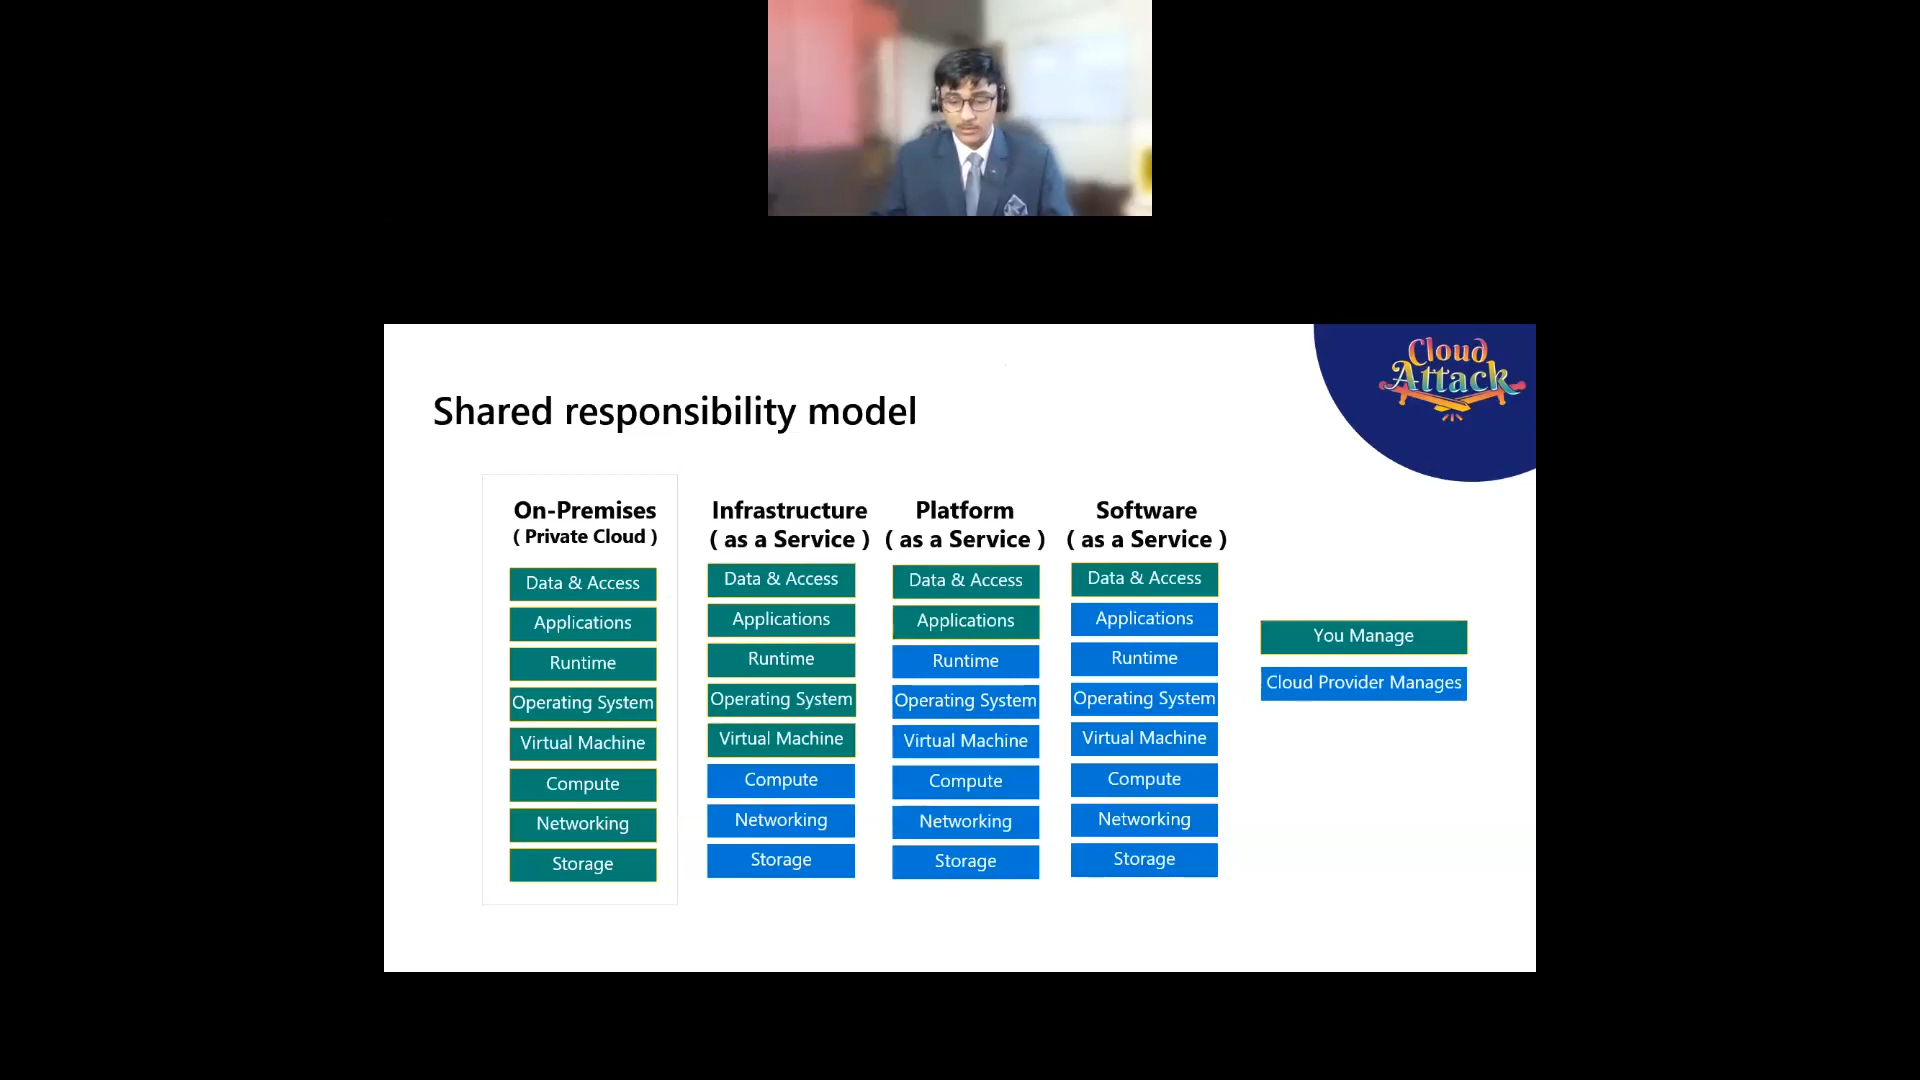 Cloud
Attack
Shared responsibility model
On-Premises
( Private Cloud )
Data & Access
Applications
Runtime
Operating System
Virtual Machine
Compute
Networking
Storage
Infrastructure
( as a Service )
Data & Access
Applications
Runtime
Operating System
Virtual Machine
Compute
Networking
Storage
Platform
( as a Service )
Data & Access
Applications
Runtime
Operating System
Virtual Machine
Compute
Networking
Storage
Software
( as a Service )
Data & Access
Applications
Runtime
Operating System
Virtual Machine
Compute
Networking
Storage
You Manage
Cloud Provider Manages